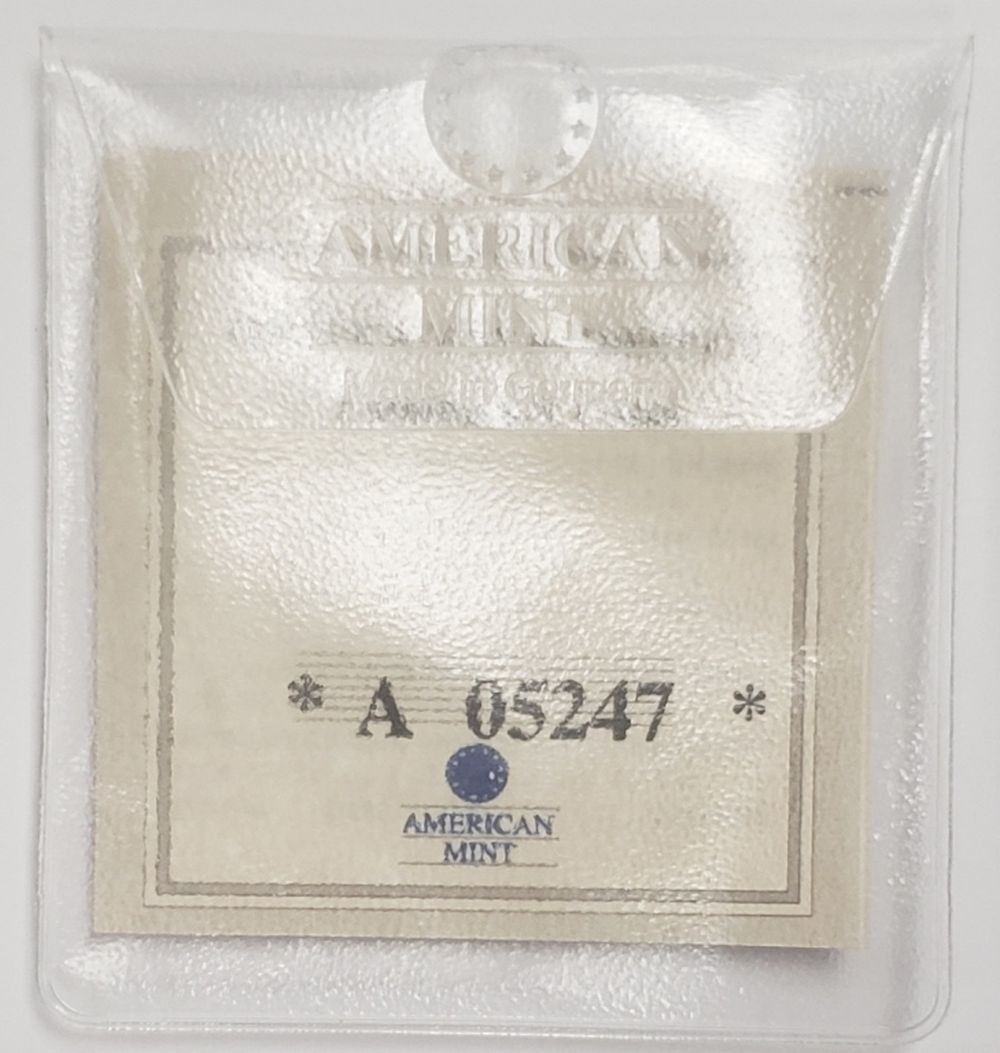 AMERICAN
MINT
Made in Germany
* A 05247 *
AMERICAN
MINT